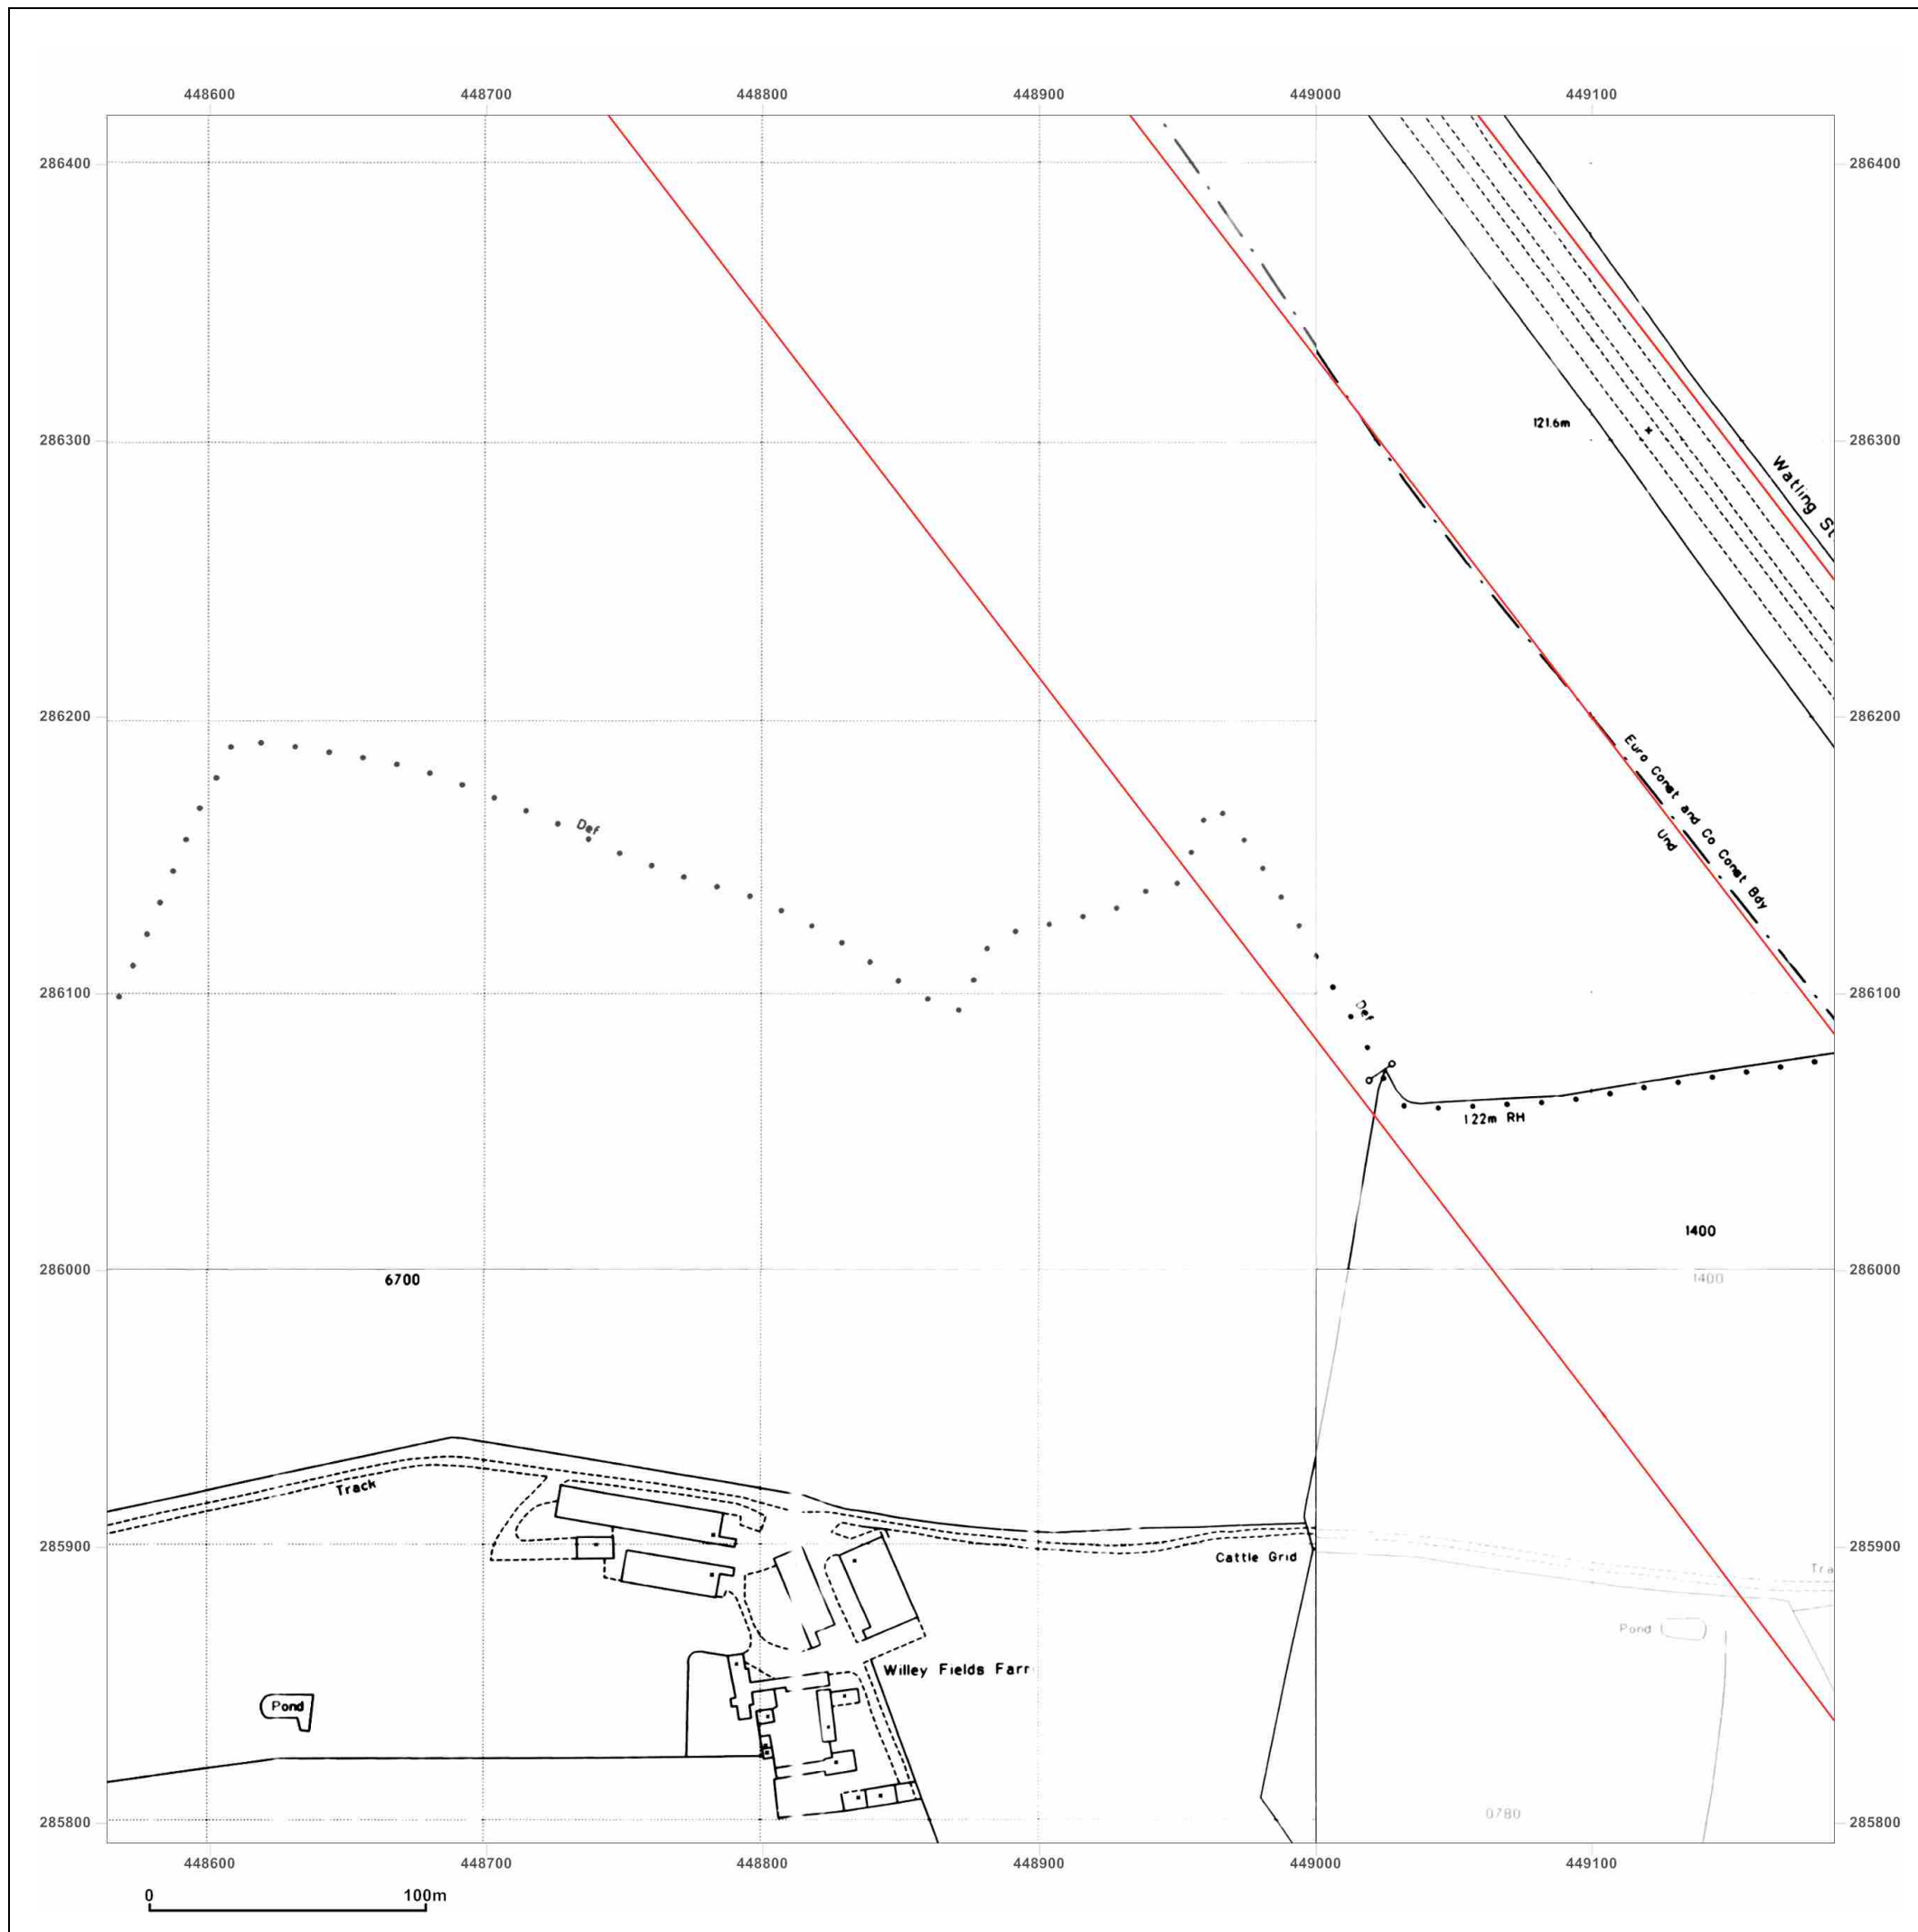 448600 448700 448800 448900 449000 449100
286400 286400
286300 121.6m 286300
Watling St
286200 286200
Euro Const and Co Const Bdy
Und
Def
286100 286100
Def
122m RH
1400
286000 286000
6700 1400
Track
285900 285900
Cattle Grid
Tra
Pond
Willey Fields Farr
Pond
0780
285800 285800
448600 448700 448800 448900 449000 449100
0 100m